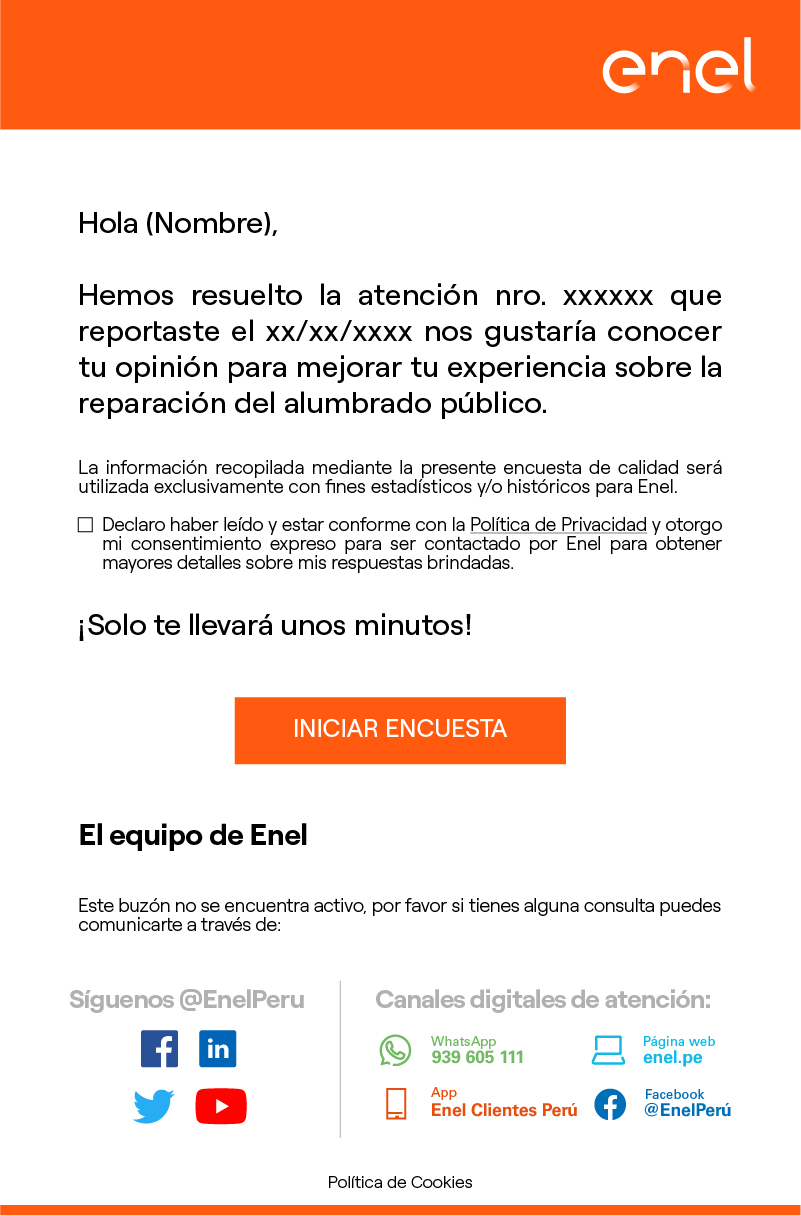 enel
Hola (Nombre),
Hemos resuelto la atención nro. xxxxxx que
reportaste el xx/xx/xxxx nos gustaría conocer
tu opinión para mejorar tu experiencia sobre la
reparación del alumbrado público.
La información recopilada mediante la presente encuesta de calidad será
utilizada exclusivamente con fines estadísticos y/o históricos para Enel.
Declaro haber leído y estar conforme con la Política de Privacidad y otorgo
mi consentimiento expreso para ser contactado por Enel para obtener
mayores detalles sobre mis respuestas brindadas.
¡Solo te llevará unos minutos!
INICIAR ENCUESTA
El equipo de Enel
Este buzón no se encuentra activo, por favor si tienes alguna consulta puedes
comunicarte a través de:
Síguenos @EnelPeru
Canales digitales de atención:
WhatsApp
939 605 111
Página web
enel.pe
App
Enel Clientes Perú
Facebook
@EnelPerú
Política de Cookies